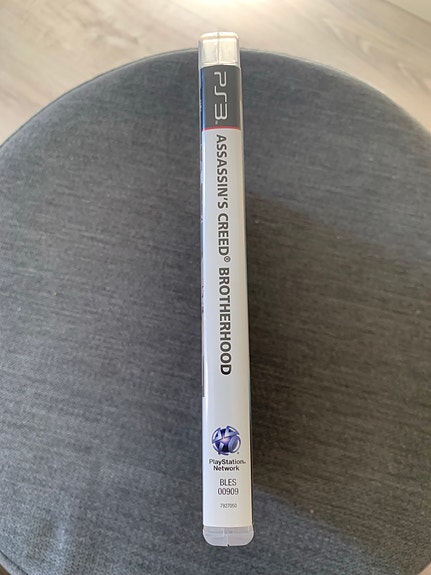 PS3
ASSASSIN'S CREED® BROTHERHOOD
PlayStation®
Network
BLES
00909